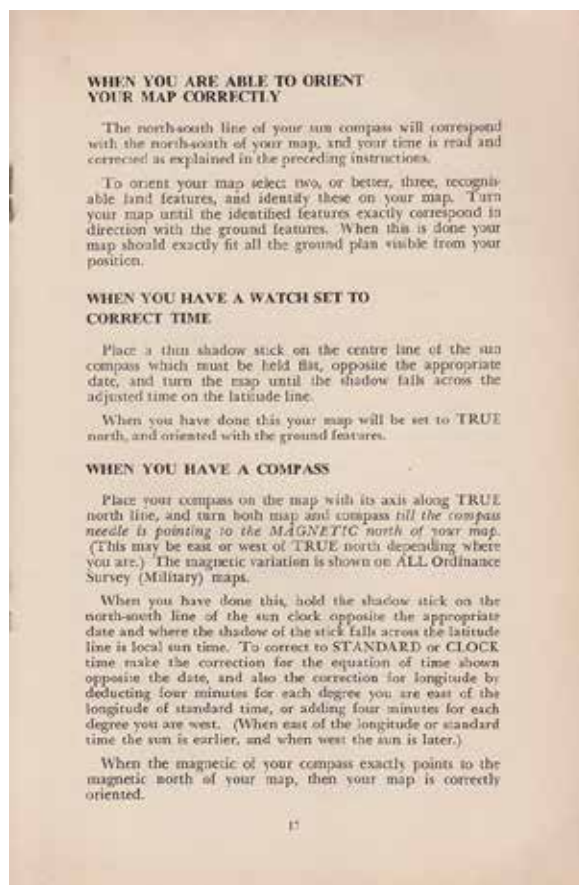 WHEN YOU ARE ABLE TO ORIENT
YOUR MAP CORRECTLY
The north-south line of your sun compass will correspond
with the north-south of your map, and your time is read and
corrected as explained in the preceding instructions.
To orient your map select two, or better, three, recognis-
able land features, and identify these on your map. Turn
your map until the identified features exactly correspond in
direction with the ground features. When this is done your
map should exactly fit all the ground plan visible from your
position.
WHEN YOU HAVE A WATCH SET TO
CORRECT TIME
Place a thin shadow stick on the centre line of the sun
compass which must be held flat, opposite the appropriate
date, and turn the map until the shadow falls across the
adjusted time on the latitude line.
When you have done this your map will be set to TRUE
north, and oriented with the ground features.
WHEN YOU HAVE A COMPASS
Place your compass on the map with its axis along TRUE
north line, and turn both map and compass till the compass
needle is pointing to the MAGNETIC north of your map.
(This may be east or west of TRUE north depending where
you are.) The magnetic variation is shown on ALL Ordinance
Survey (Military) maps.
When you have done this, hold the shadow stick on the
north-south line of the sun clock opposite the appropriate
date and where the shadow of the stick falls across the latitude
line is local sun time. To correct to STANDARD or CLOCK
time make the correction for the equation of time shown
opposite the date, and also the correction for longitude by
deducting four minutes for each degree you are east of the
longitude of standard time, or adding four minutes for each
degree you are west. (When east of the longitude or standard
time the sun is earlier, and when west the sun is later.)
When the magnetic of your compass exactly points to the
magnetic north of your map, then your map is correctly
oriented.